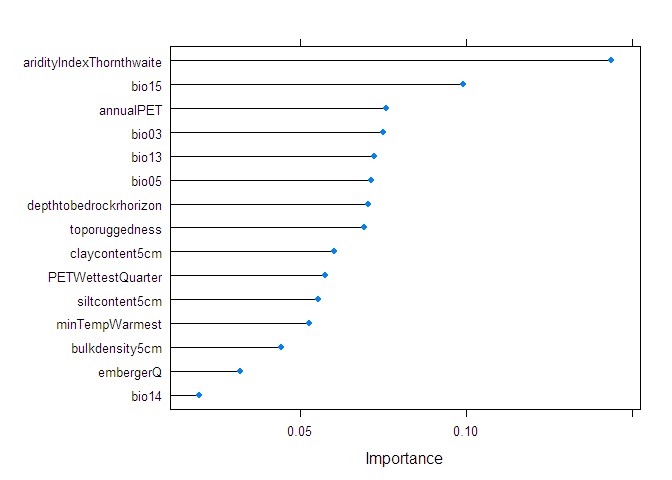 aridityIndexThornthwaite
bio15
annualPET
bio03
bio13
bio05
depthtobedrockrhorizon
toporuggedness
claycontent5cm
PETWettestQuarter
siltcontent5cm
minTempWarmest
bulkdensity5cm
embergerQ
bio14
0.05 0.10
Importance